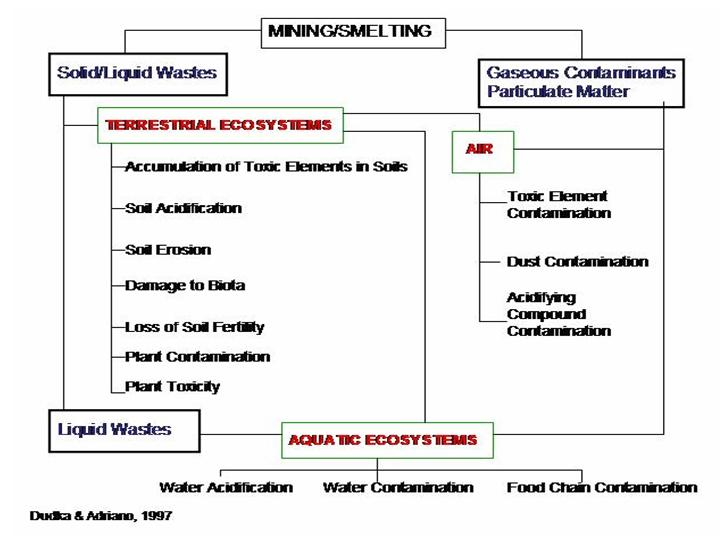 MINING/SMELTING
Solid/Liquid Wastes
Gaseous Contaminants
Particulate Matter
TERRESTRIAL ECOSYSTEMS
AIR
Accumulation of Toxic Elements in Soils
Soil Acidification
Soil Erosion
Damage to Biota
Loss of Soil Fertility
Plant Contamination
Plant Toxicity
Toxic Element
Contamination
Dust Contamination
Acidifying
Compound
Contamination
Liquid Wastes
AQUATIC ECOSYSTEMS
Water Acidification
Water Contamination
Food Chain Contamination
Dudka & Adriano, 1997